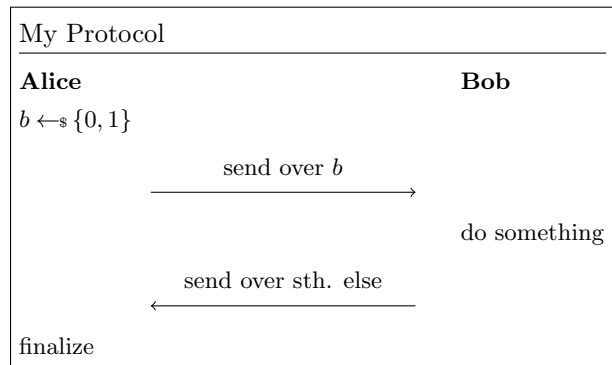 My Protocol
Alice Bob
b ←$ {0, 1}
send over b
do something
send over sth. else
finalize